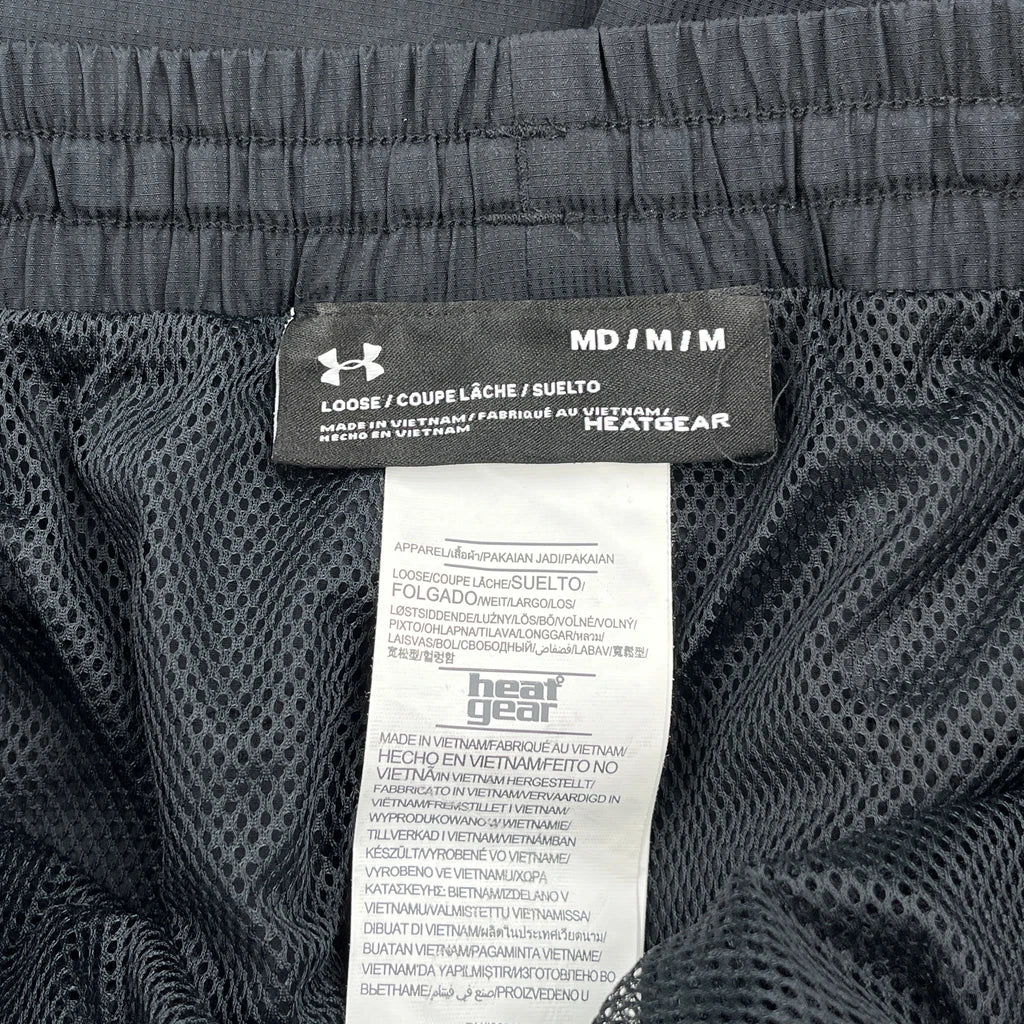 MD / M / M
LOOSE / COUPE LÂCHE / SUELTO
MADE IN VIETNAM / FABRIQUÉ AU VIETNAM /
HECHO EN VIETNAM
HEATGEAR
APPAREL/เสื้อผ้า/PAKAIAN JADI/PAKAIAN
LOOSE/COUPE LÂCHE/SUELTO/
FOLGADO/WEIT/LARGO/LOS/
LØSTSIDDENDE/LUŹNY/LÖS/BŐ/VOĽNÉ/VOLNÝ/
PIXTO/OHLAPNA/TILAVA/LONGGAR/หลวม/
LAISVAS/BOL/СВОБОДНЫЙ/فضفاض/LABAV/寬鬆型/
宽松型/헐렁함
heat°
gear
MADE IN VIETNAM/FABRIQUÉ AU VIETNAM/
HECHO EN VIETNAM/FEITO NO
VIETNÃ/IN VIETNAM HERGESTELLT/
FABBRICATO IN VIETNAM/VERVAARDIGD IN
VIËTNAM/FREMSTILLET I VIETNAM/
WYPRODUKOWANO W WIETNAMIE/
TILLVERKAD I VIETNAM/VIETNÁMBAN
KÉSZÜLT/VYROBENÉ VO VIETNAME/
VYROBENO VE VIETNAMU/ΧΩΡΑ
ΚΑΤΑΣΚΕΥΗΣ: ΒΙΕΤΝΑΜ/IZDELANO V
VIETNAMU/VALMISTETTU VIETNAMISSA/
DIBUAT DI VIETNAM/ผลิตในประเทศเวียดนาม/
BUATAN VIETNAM/PAGAMINTA VIETNAME/
VIETNAM'DA YAPILMIŞTIR/ИЗГОТОВЛЕНО ВО
ВЬЕТНАМЕ/صنع في فيتنام/PROIZVEDENO U